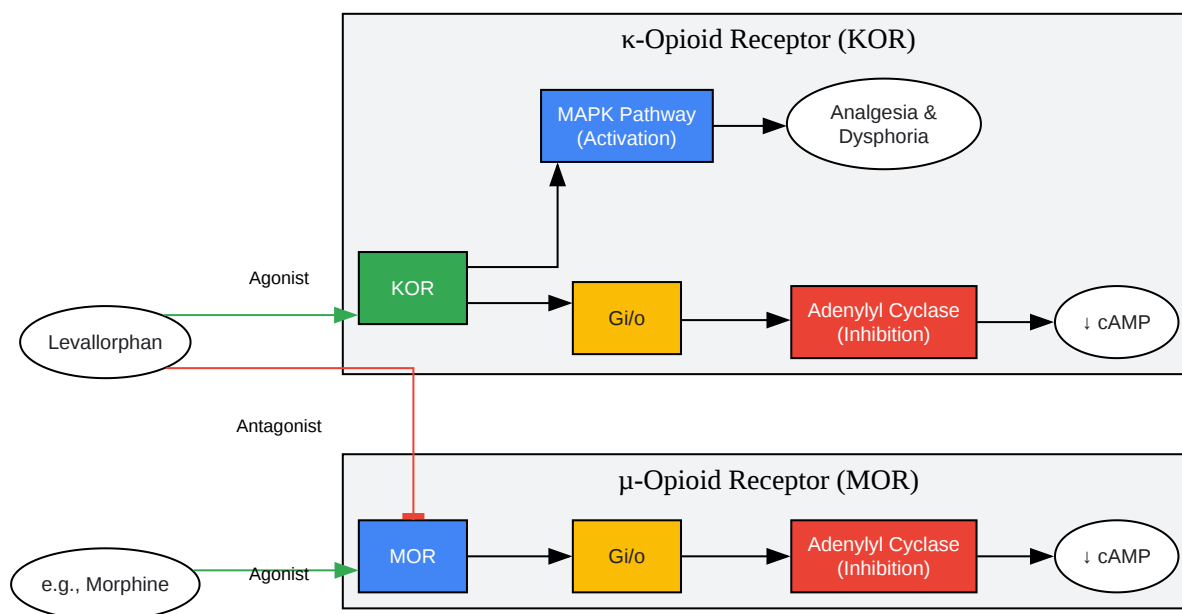 κ-Opioid Receptor (KOR)
MAPK Pathway
(Activation)
Analgesia &
Dysphoria
Agonist
KOR
Gi/o
Adenylyl Cyclase
(Inhibition)
↓ cAMP
Levallorphan
Antagonist
µ-Opioid Receptor (MOR)
MOR
Gi/o
Adenylyl Cyclase
(Inhibition)
↓ cAMP
e.g., Morphine
Agonist